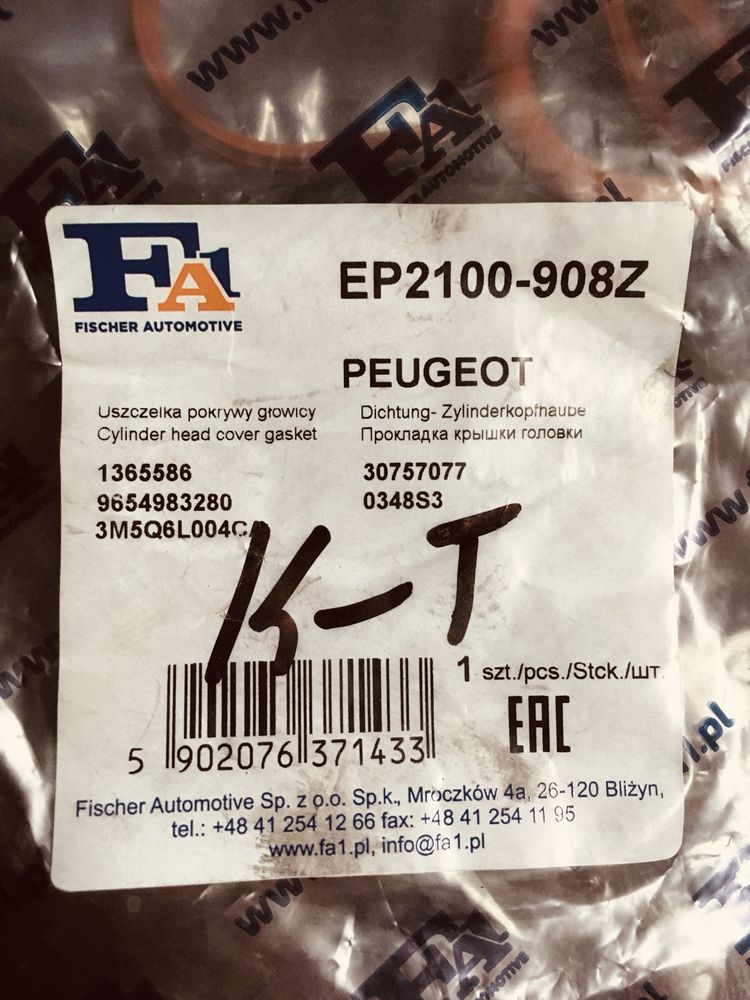 www.f
FA1
AUTOMOTIVE
FA1
FISCHER AUTOMOTIVE
EP2100-908Z
PEUGEOT
Uszczelka pokrywy głowicy
Dichtung- Zylinderkopfhaube
Cylinder head cover gasket
Прокладка крышки головки
1365586
30757077
9654983280
0348S3
3M5Q6L004CA
K-T
1 szt./pcs./Stck./шт.
EAC
5 902076 371433
Fischer Automotive Sp. z o.o. Sp.k., Mroczków 4a, 26-120 Bliżyn,
tel.: +48 41 254 12 66 fax: +48 41 254 11 95
www.fa1.pl, info@fa1.pl